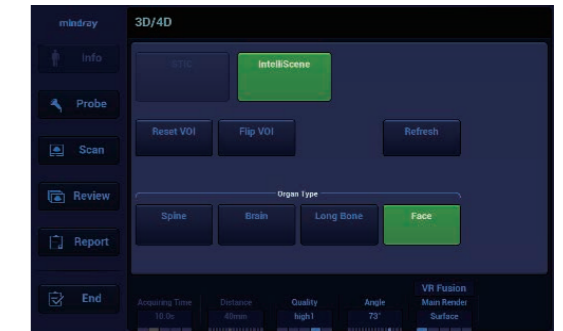 mindray
3D/4D
Info
STIC
IntelliScene
Probe
Reset VOI
Flip VOI
Refresh
Scan
Organ Type
Review
Spine
Brain
Long Bone
Face
Report
VR Fusion
End
Acquiring Time
Distance
Quality
Angle
Main Render
10.0s
40mm
high1
73°
Surface